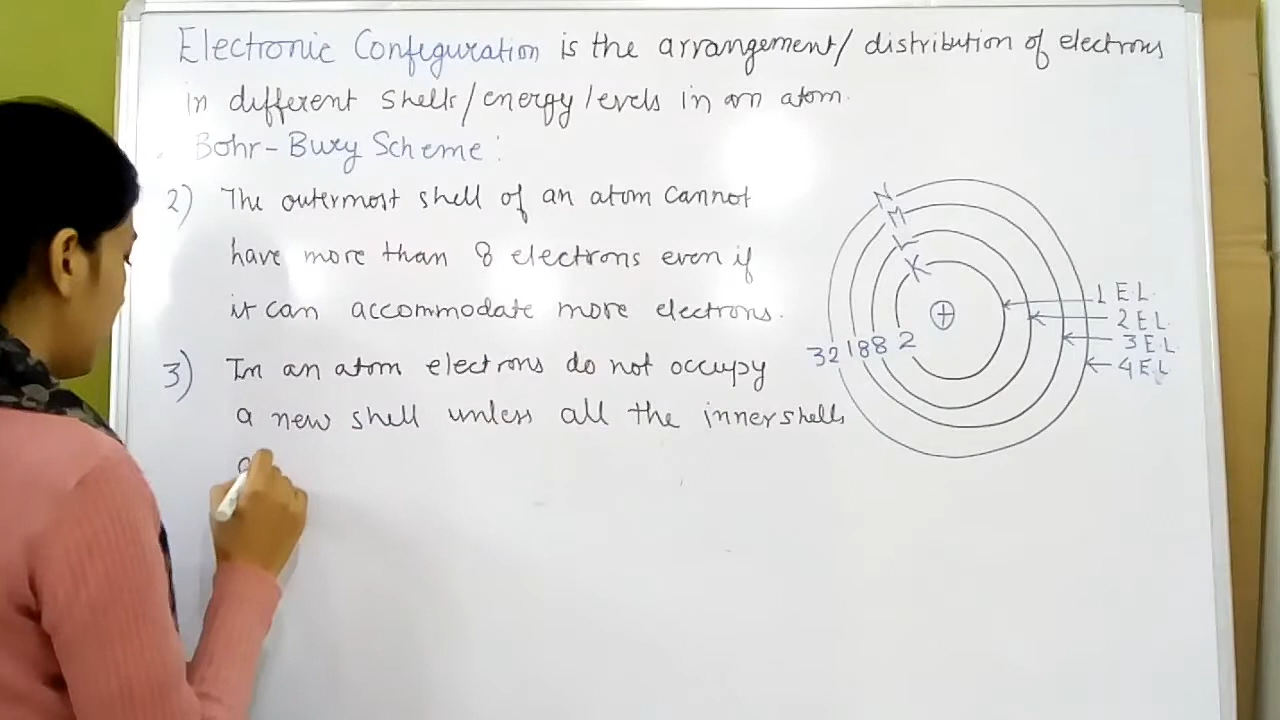 Electronic Configuration is the arrangement/distribution of electrons
in different shells/energy/levels in an atom.
Bohr-Bury Scheme:
2) The outermost shell of an atom cannot
have more than 8 electrons even if
it can accommodate more electrons.
3) In an atom electrons do not occupy
a new shell unless all the inner shells
a
N
M
L
K
+
32 18 8 2
1 E L.
2 E L.
3 E L.
4 E L